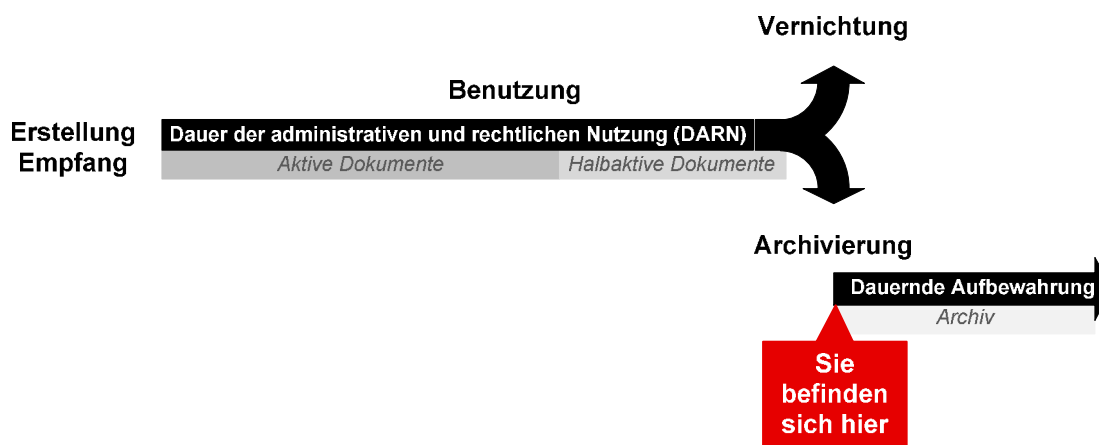 Vernichtung
Benutzung
Erstellung
Empfang
Dauer der administrativen und rechtlichen Nutzung (DARN)
Aktive Dokumente
Halbaktive Dokumente
Archivierung
Dauernde Aufbewahrung
Archiv
Sie
befinden
sich hier